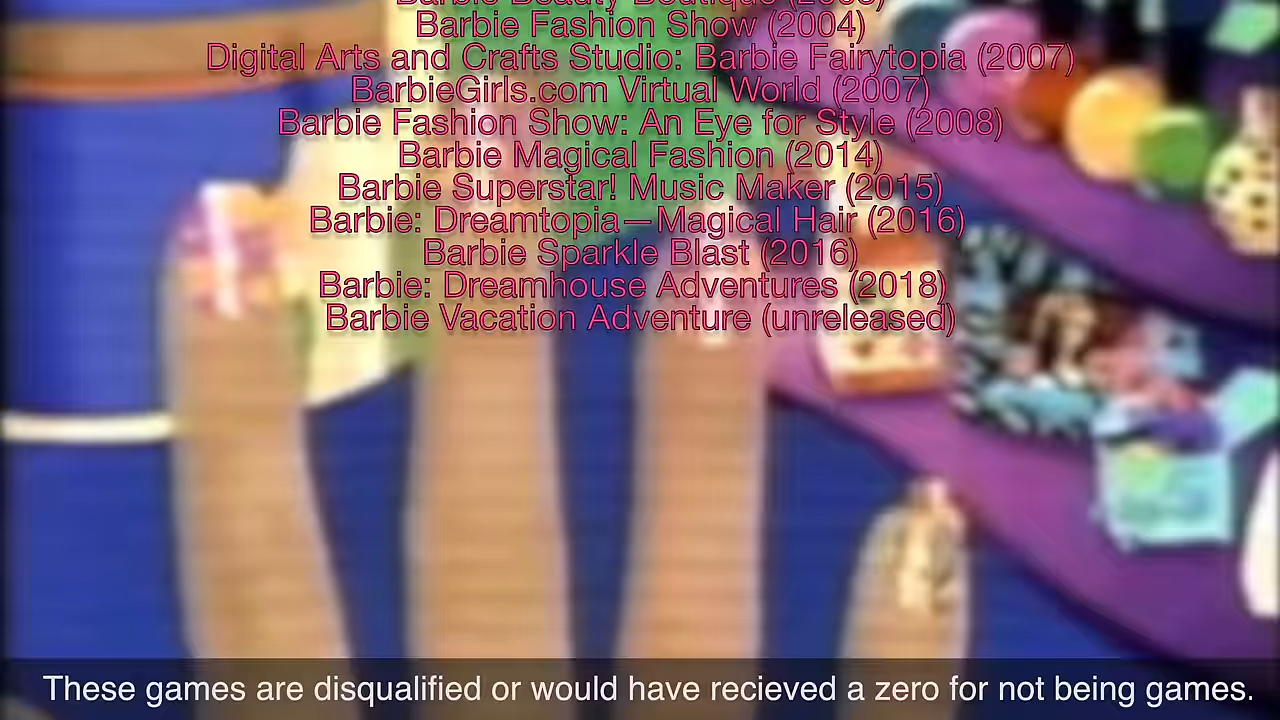 Barbie Beauty Boutique
Barbie Fashion Show (2004)
Digital Arts and Crafts Studio: Barbie Fairytopia (2007)
BarbieGirls.com Virtual World (2007)
Barbie Fashion Show: An Eye for Style (2008)
Barbie Magical Fashion (2014)
Barbie Superstar! Music Maker (2015)
Barbie: Dreamtopia—Magical Hair (2016)
Barbie Sparkle Blast (2016)
Barbie: Dreamhouse Adventures (2018)
Barbie Vacation Adventure (unreleased)
These games are disqualified or would have recieved a zero for not being games.